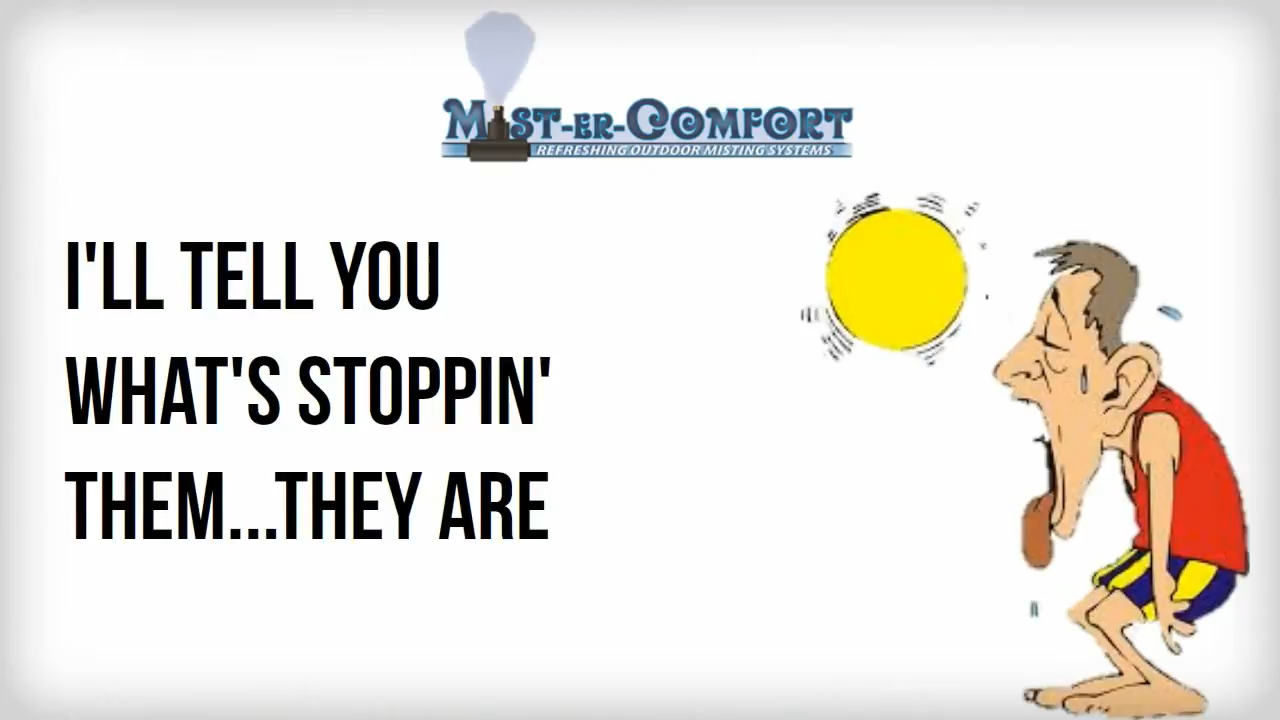 MIST-ER-COMFORT
REFRESHING OUTDOOR MISTING SYSTEMS
I'LL TELL YOU
WHAT'S STOPPIN'
THEM...THEY ARE